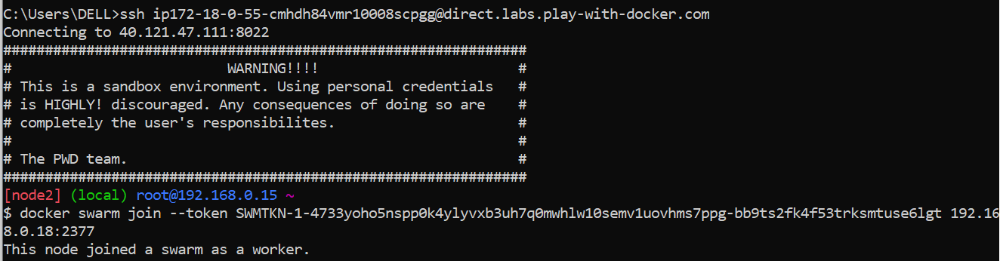 C:\Users\DELL>ssh ip172-18-0-55-cmhdh84vmr10008scpgg@direct.labs.play-with-docker.com
Connecting to 40.121.47.111:8022
###############################################################
#                          WARNING!!!!                        #
# This is a sandbox environment. Using personal credentials   #
# is HIGHLY! discouraged. Any consequences of doing so are    #
# completely the user's responsibilites.                      #
#                                                             #
# The PWD team.                                               #
###############################################################
[node2] (local) root@192.168.0.15 ~
$ docker swarm join --token SWMTKN-1-4733yoho5nspp0k4ylyvxb3uh7q0mwhlw10semv1uovhms7ppg-bb9ts2fk4f53trksmtuse6lgt 192.16
8.0.18:2377
This node joined a swarm as a worker.